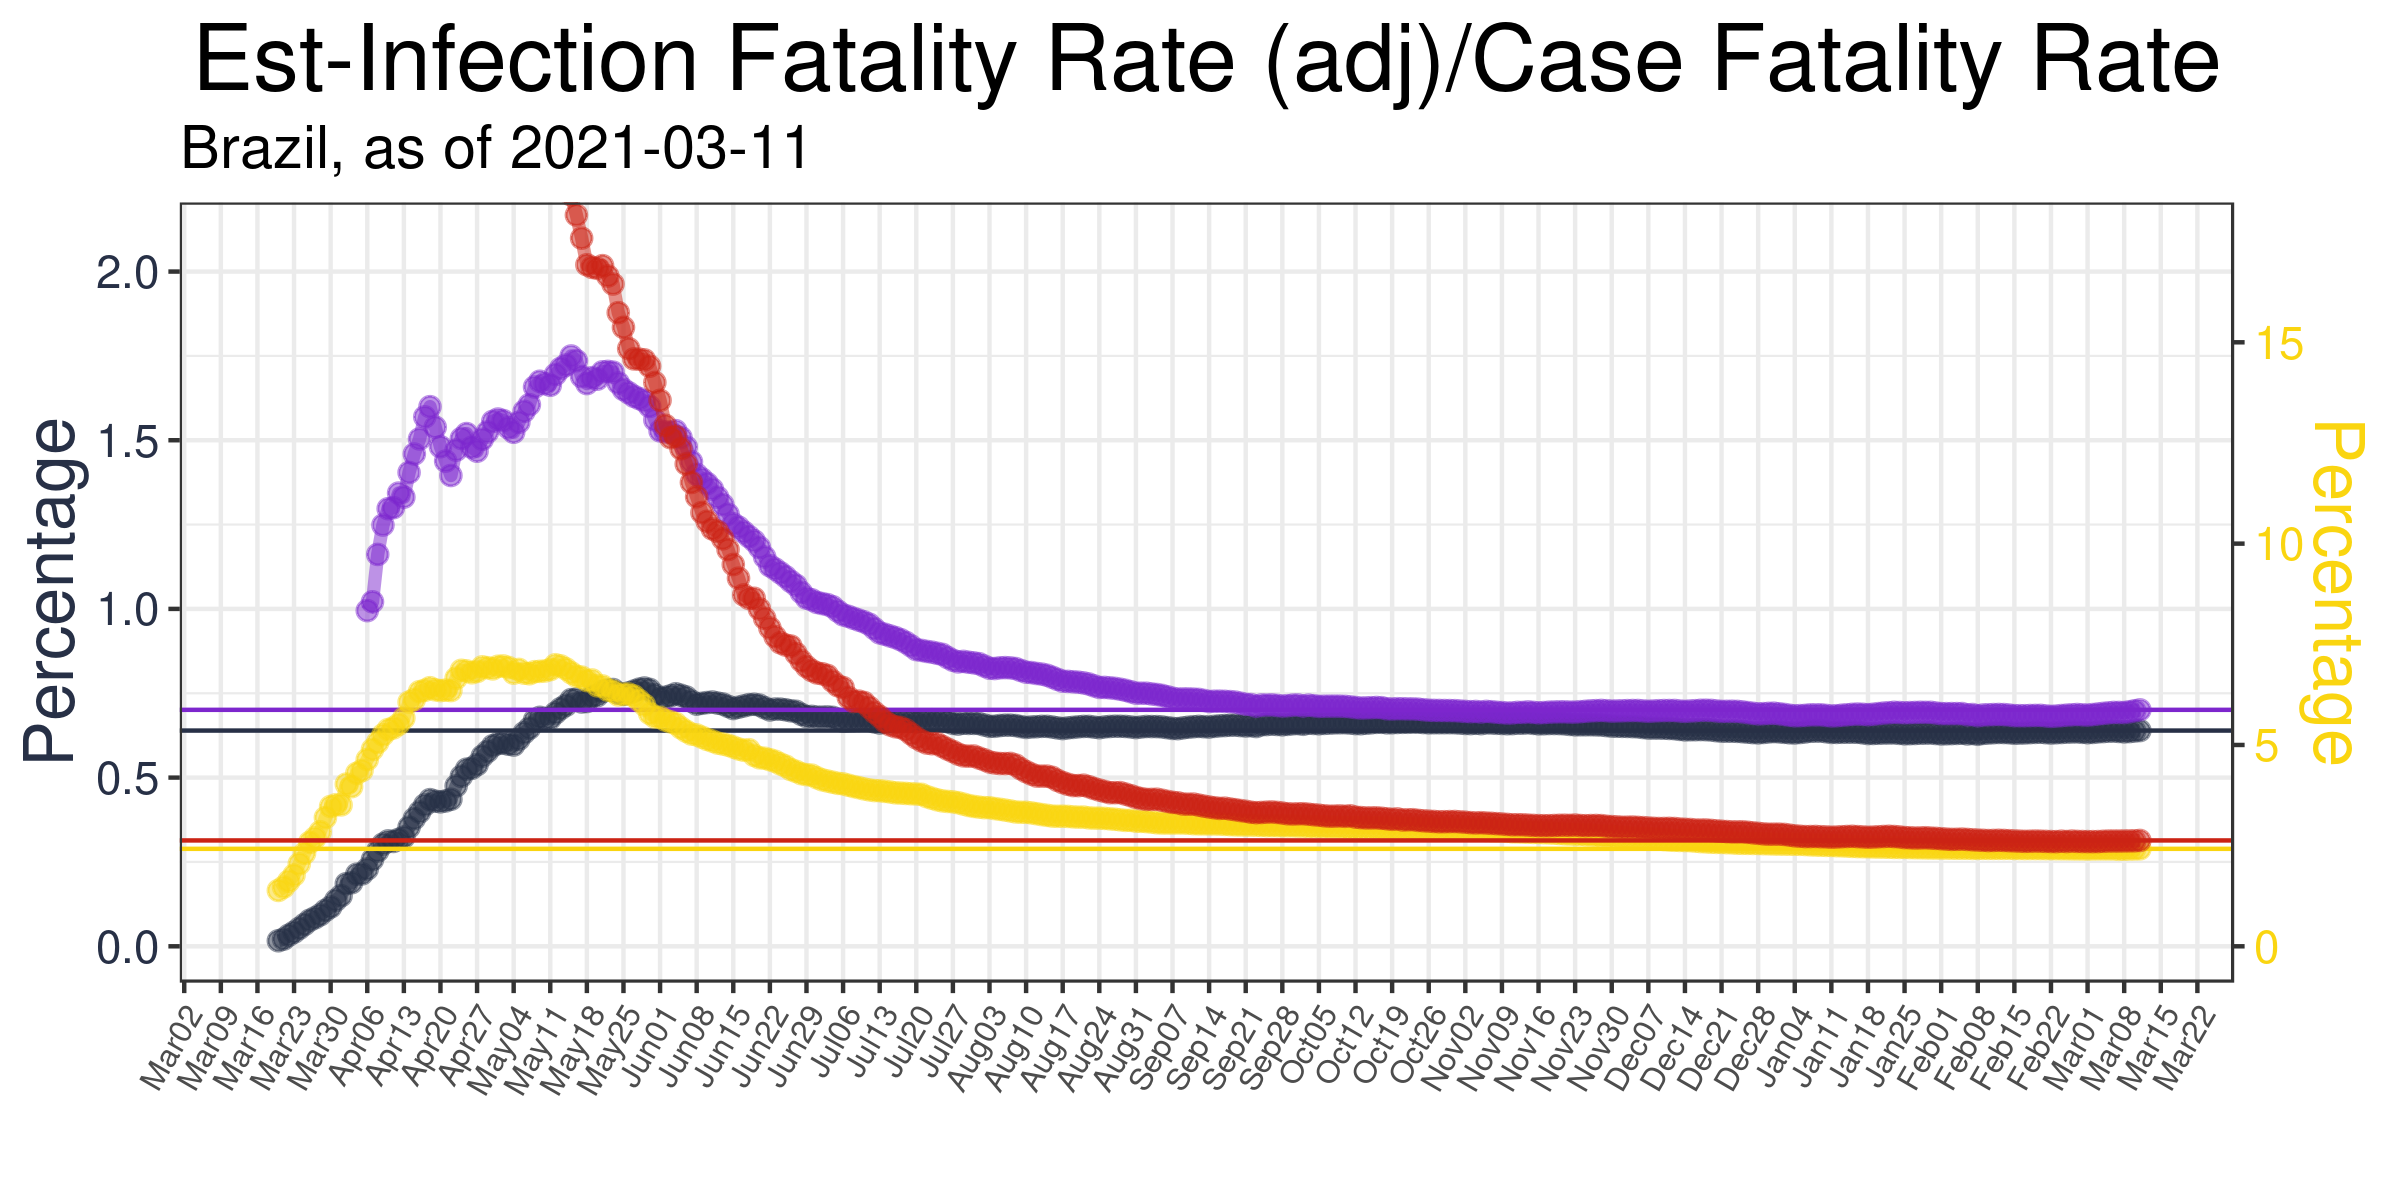 Est-Infection Fatality Rate (adj)/Case Fatality Rate
Brazil, as of 2021-03-11
Percentage
2.0
1.5
1.0
0.5
0.0
15
10
5
0
Percentage
Mar02
Mar09
Mar16
Mar23
Mar30
Apr06
Apr13
Apr20
Apr27
May04
May11
May18
May25
Jun01
Jun08
Jun15
Jun22
Jun29
Jul06
Jul13
Jul20
Jul27
Aug03
Aug10
Aug17
Aug24
Aug31
Sep07
Sep14
Sep21
Sep28
Oct05
Oct12
Oct19
Oct26
Nov02
Nov09
Nov16
Nov23
Nov30
Dec07
Dec14
Dec21
Dec28
Jan04
Jan11
Jan18
Jan25
Feb01
Feb08
Feb15
Feb22
Mar01
Mar08
Mar15
Mar22